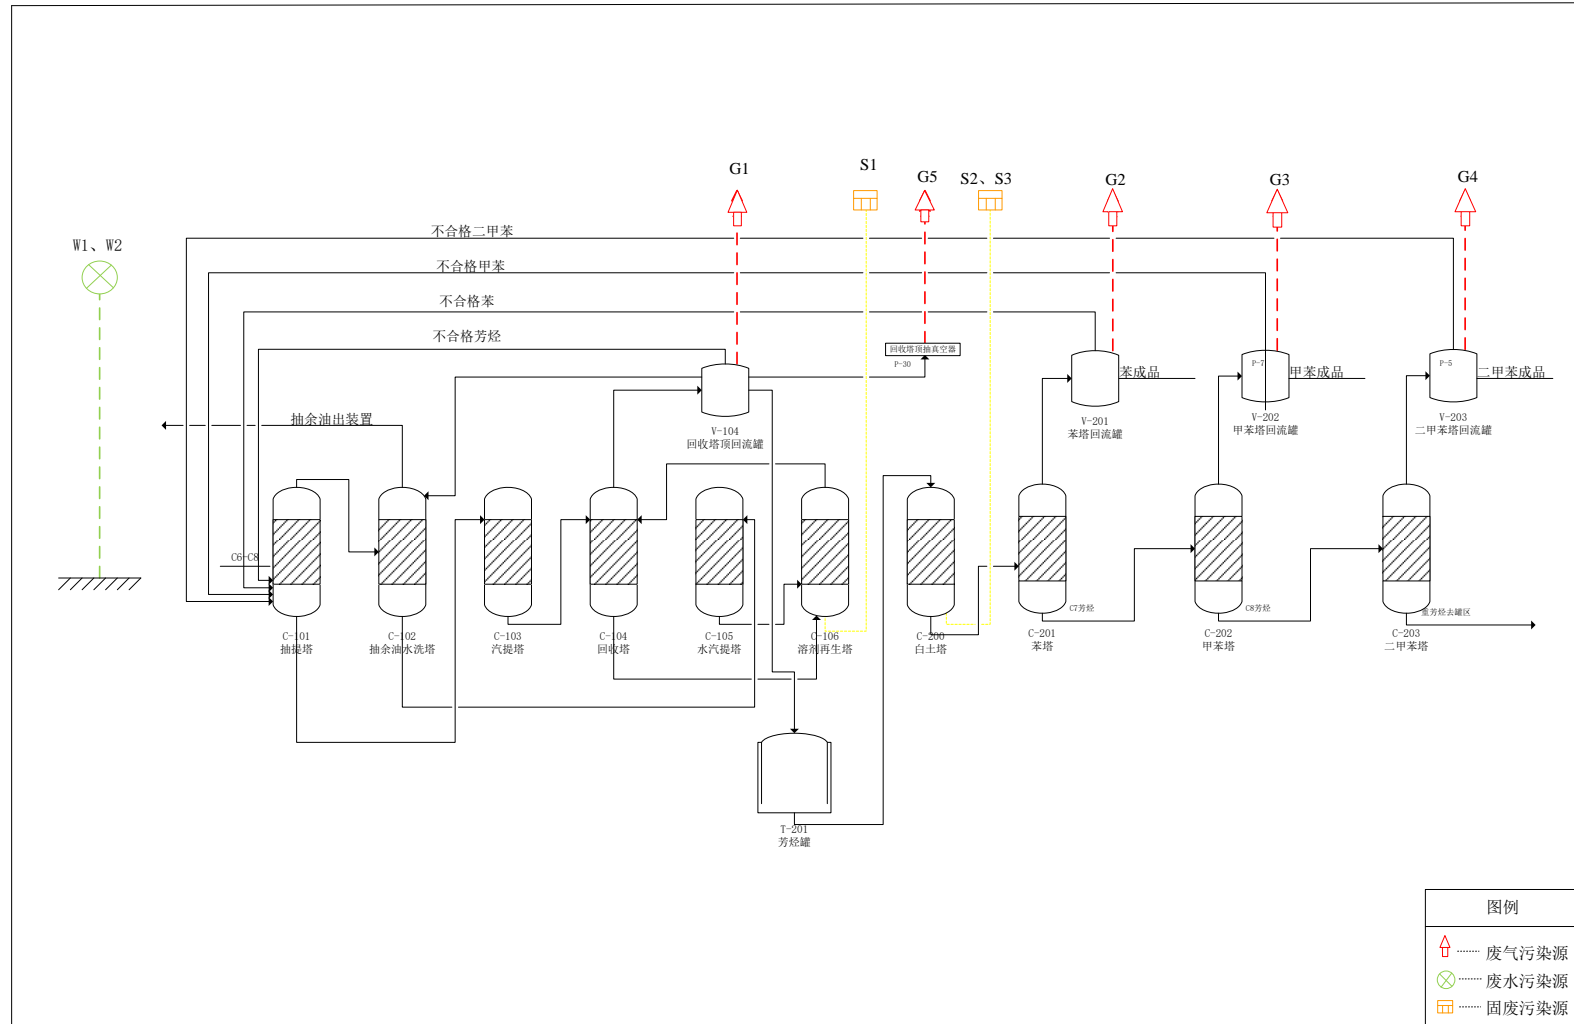 S1
G1
G5
S2、S3
G2
G3
G4
不合格二甲苯
W1、W2
不合格甲苯
不合格苯
不合格芳烃
回收塔顶抽真空器
P-30
P-7
P-5
苯成品
甲苯成品
二甲苯成品
抽余油出装置
V-104
回收塔顶回流罐
V-201
苯塔回流罐
V-202
甲苯塔回流罐
V-203
二甲苯塔回流罐
C6-C8
C7芳烃
C8芳烃
重芳烃去罐区
C-101
抽提塔
C-102
抽余油水洗塔
C-103
汽提塔
C-104
回收塔
C-105
水汽提塔
C-106
溶剂再生塔
C-200
白土塔
C-201
苯塔
C-202
甲苯塔
C-203
二甲苯塔
T-201
芳烃罐
图例
废气污染源
废水污染源
固废污染源